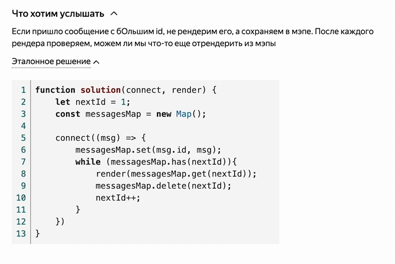 Что хотим услышать
Если пришло сообщение с бОльшим id, не рендерим его, а сохраняем в мэпе. После каждого
рендера проверяем, можем ли мы что-то еще отрендерить из мэпы
Эталонное решение
1 function solution(connect, render) {
2     let nextId = 1;
3     const messagesMap = new Map();
4
5     connect((msg) => {
6         messagesMap.set(msg.id, msg);
7         while (messagesMap.has(nextId)){
8             render(messagesMap.get(nextId));
9             messagesMap.delete(nextId);
10             nextId++;
11         }
12     })
13 }